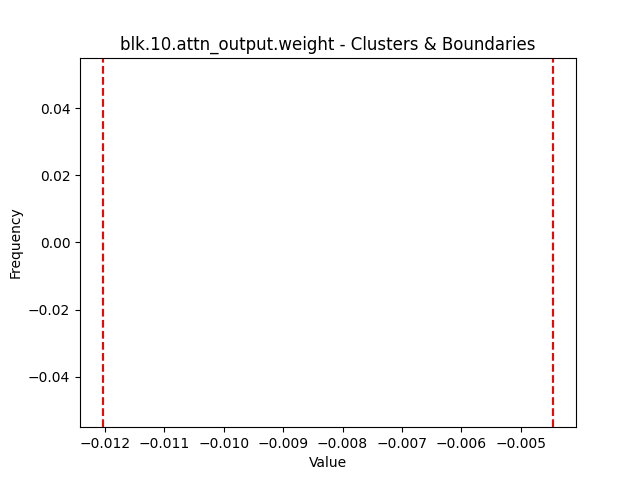 blk.10.attn_output.weight - Clusters & Boundaries
Frequency
0.04
0.02
0.00
−0.02
−0.04
−0.012 −0.011 −0.010 −0.009 −0.008 −0.007 −0.006 −0.005
Value